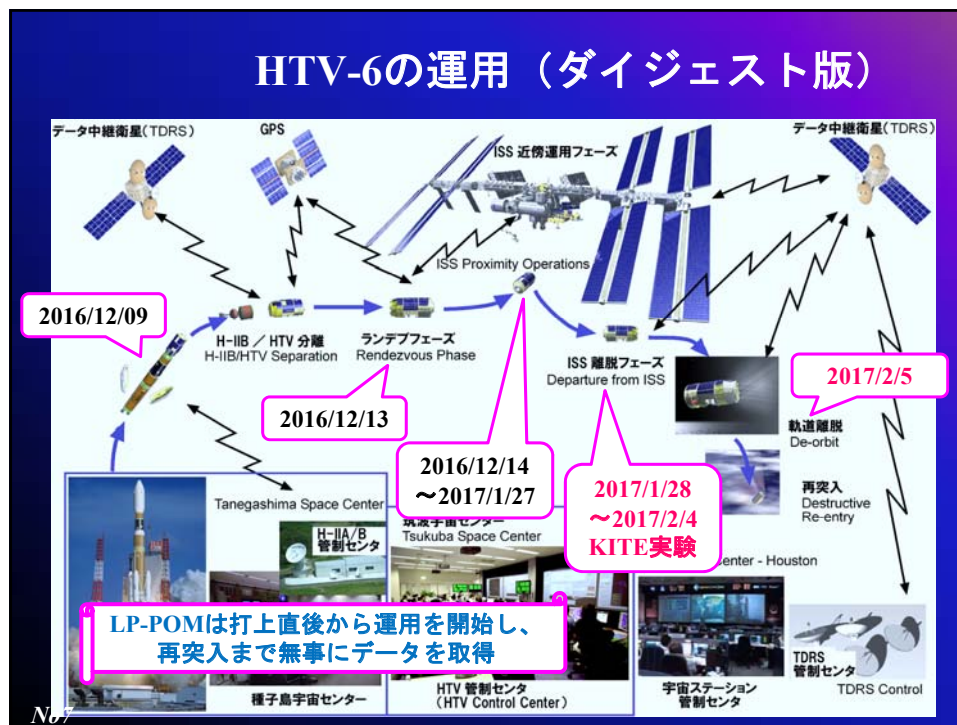 HTV-6の運用（ダイジェスト版）
データ中継衛星(TDRS)
GPS
ISS 近傍運用フェーズ
データ中継衛星(TDRS)
ISS Proximity Operations
2016/12/09
H-IIB ／ HTV 分離
H-IIB/HTV Separation
ランデブフェーズ
Rendezvous Phase
ISS 離脱フェーズ
Departure from ISS
2017/2/5
軌道離脱
De-orbit
2016/12/13
2016/12/14
～2017/1/27
2017/1/28
～2017/2/4
KITE実験
再突入
Destructive
Re-entry
Tanegashima Space Center
H-IIA/B
管制センタ
筑波宇宙センター
Tsukuba Space Center
Center - Houston
LP-POMは打上直後から運用を開始し、
再突入まで無事にデータを取得
種子島宇宙センター
HTV 管制センタ
(HTV Control Center)
宇宙ステーション
管制センタ
TDRS
管制センタ
TDRS Control
No7